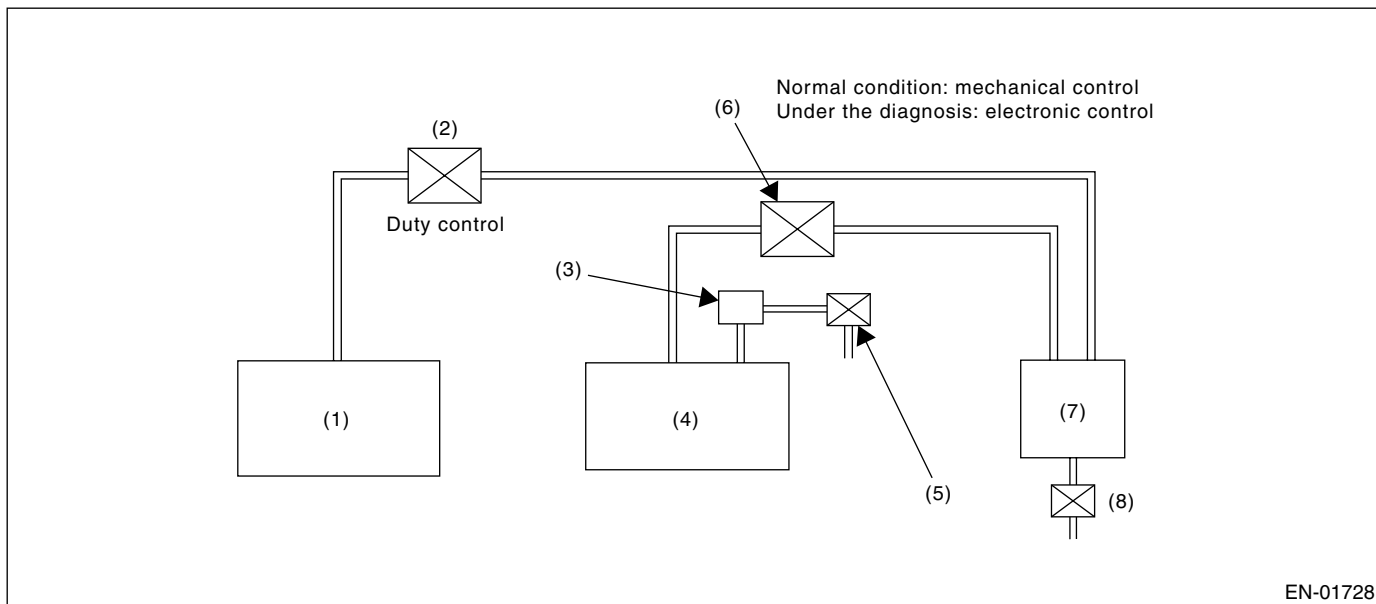 Normal condition: mechanical control
Under the diagnosis: electronic control
(6)
(2)
Duty control
(3)
(1)
(4)
(7)
(5)
(8)
EN-01728